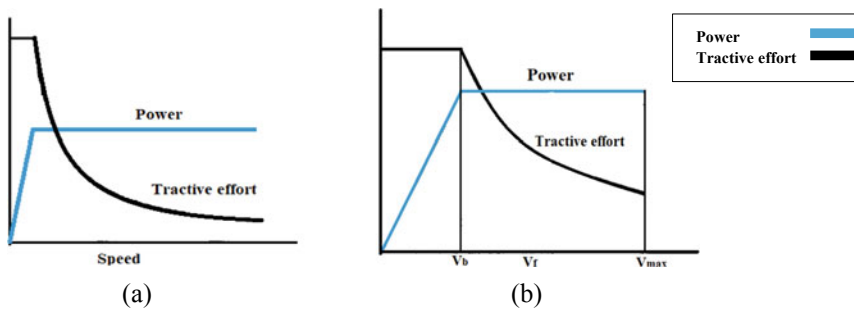 Power
Tractive effort
Speed
(a)
Power
Tractive effort
Vb
Vf
Vmax
(b)
Power
Tractive effort